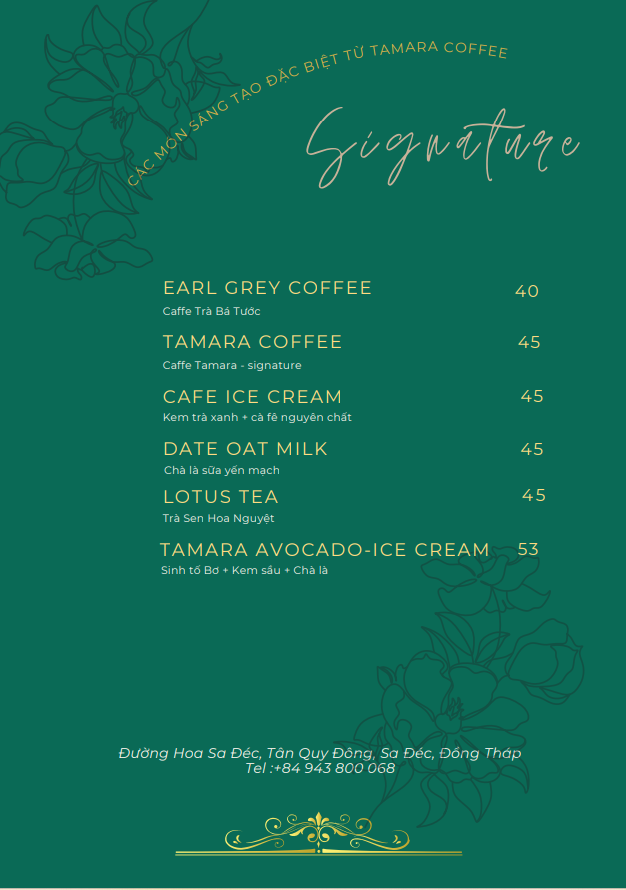 CÁC MÓN SÁNG TẠO ĐẶC BIỆT TỪ TAMARA COFFEE
Signature
EARL GREY COFFEE 40
Caffe Trà Bá Tước
TAMARA COFFEE 45
Caffe Tamara - signature
CAFE ICE CREAM 45
Kem trà xanh + cà fê nguyên chất
DATE OAT MILK 45
Chà là sữa yến mạch
LOTUS TEA 45
Trà Sen Hoa Nguyệt
TAMARA AVOCADO-ICE CREAM 53
Sinh tố Bơ + Kem sầu + Chà là
Đường Hoa Sa Đéc, Tân Quy Đông, Sa Đéc, Đồng Tháp
Tel :+84 943 800 068